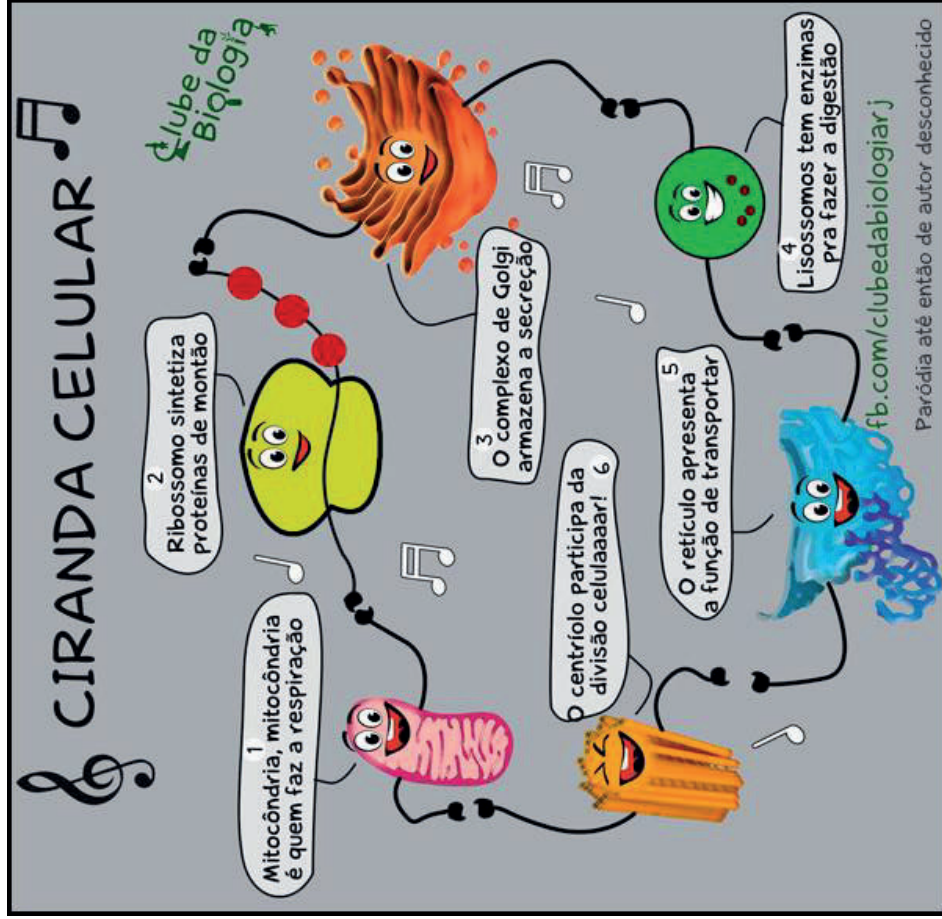 CIRANDA CELULAR
Clube da
Biologia
1
Mitocôndria, mitocôndria
é quem faz a respiração
2
Ribossomo sintetiza
Proteínas de montão
3
O complexo de Golgi
armazena a secreção
4
Lisossomos tem enzimas
pra fazer a digestão
5
O retículo apresenta
a função de transportar
O centríolo participa da
divisão celulaaaar! 6
fb.com/clubedabiologiarj
Paródia até então de autor desconhecido